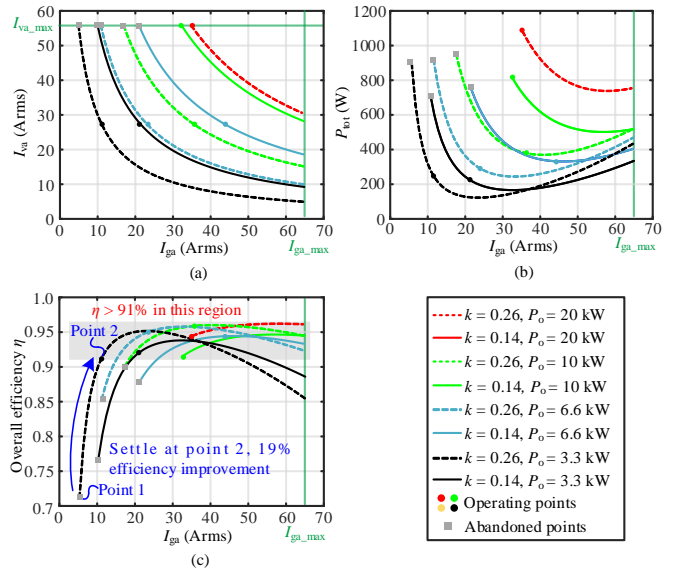 I_va_max
60
50
40
30
20
10
0
I_va (Arms)
0 10 20 30 40 50 60 70
I_ga (Arms)
I_ga_max
(a)
1200
1000
800
600
400
200
0
P_tot (W)
0 10 20 30 40 50 60 70
I_ga (Arms)
I_ga_max
(b)
1.0
0.95
0.9
0.85
0.8
0.75
0.7
Overall efficiency η
η > 91% in this region
Point 2
Settle at point 2, 19%
efficiency improvement
Point 1
0 10 20 30 40 50 60 70
I_ga (Arms)
I_ga_max
(c)
k = 0.26, P_o = 20 kW
k = 0.14, P_o = 20 kW
k = 0.26, P_o = 10 kW
k = 0.14, P_o = 10 kW
k = 0.26, P_o = 6.6 kW
k = 0.14, P_o = 6.6 kW
k = 0.26, P_o = 3.3 kW
k = 0.14, P_o = 3.3 kW
Operating points
Abandoned points